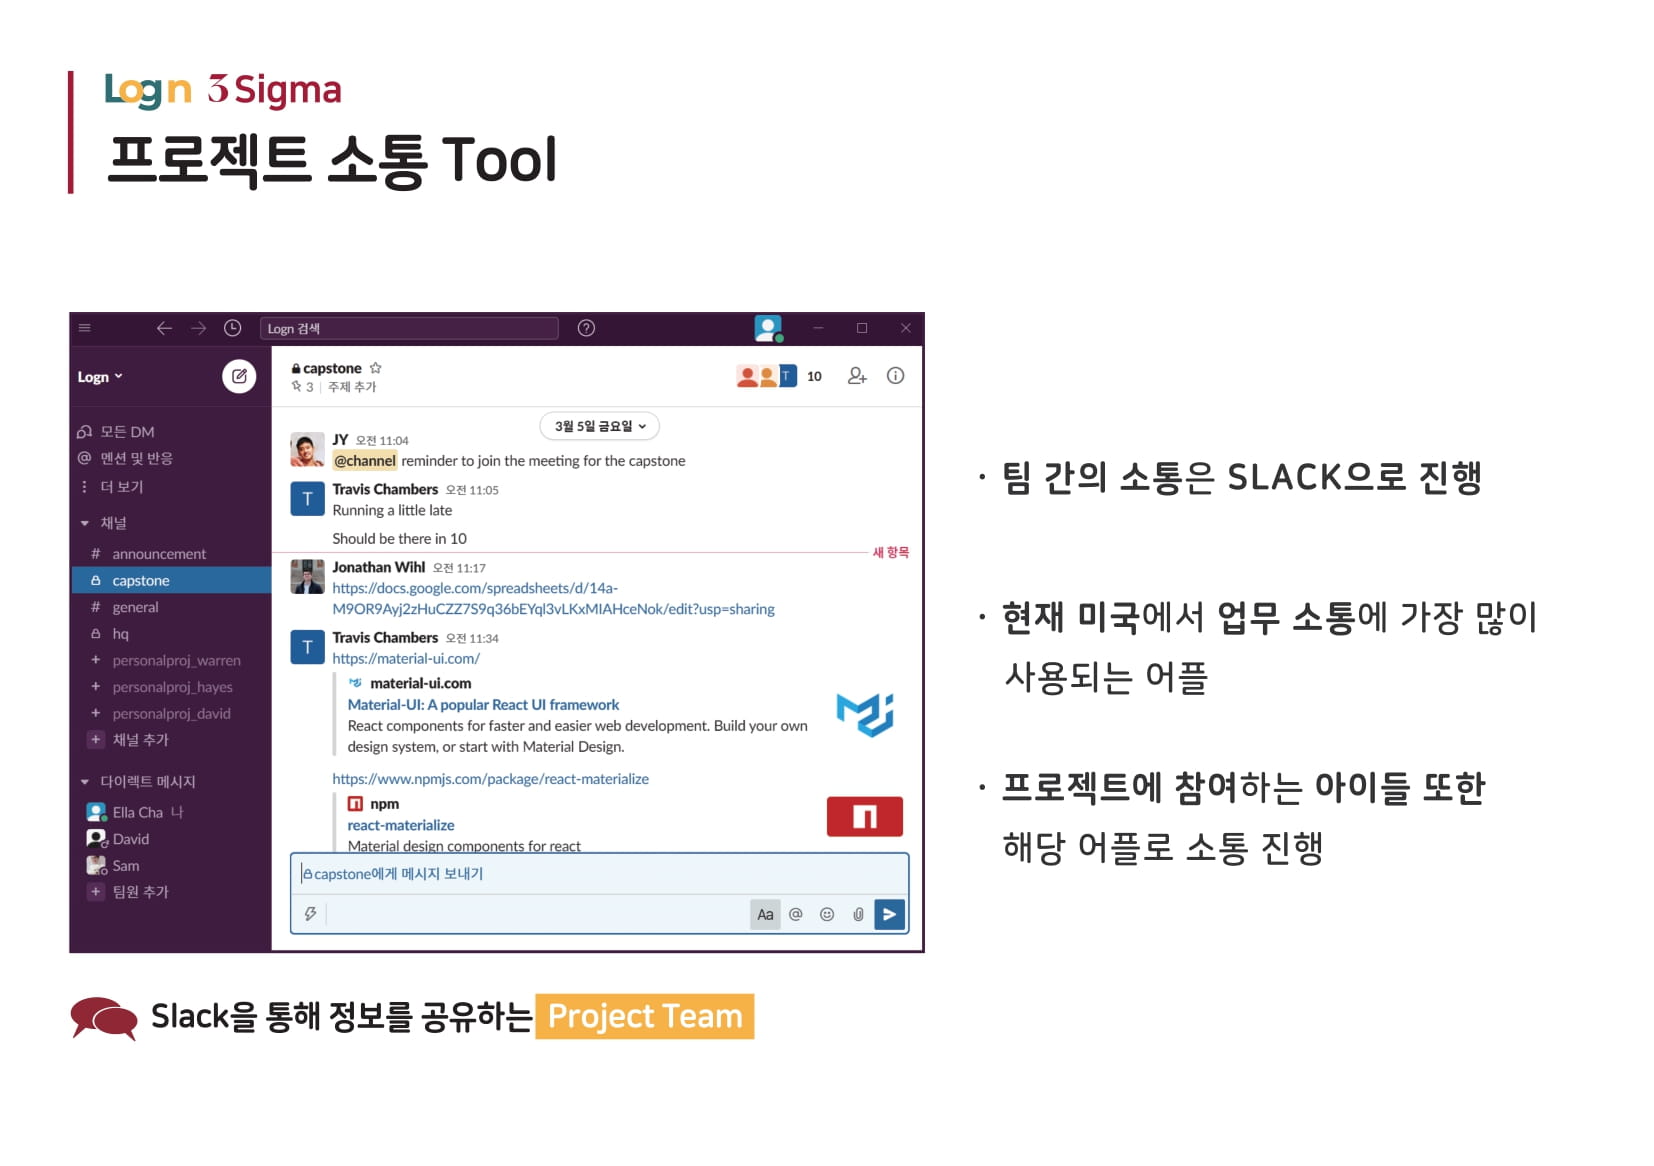 Logn 3 Sigma
프로젝트 소통 Tool
Logn 검색
Logn
모든 DM
멘션 및 반응
더 보기
채널
# announcement
capstone
# general
hq
+ personalproj_warren
+ personalproj_hayes
+ personalproj_david
+ 채널 추가
다이렉트 메시지
Ella Cha 나
David
Sam
+ 팀원 추가
capstone
3 | 주제 추가
T 10
3월 5일 금요일
JY 오전 11:04
@channel reminder to join the meeting for the capstone
T Travis Chambers 오전 11:05
Running a little late
Should be there in 10
새 항목
Jonathan Wihl 오전 11:17
https://docs.google.com/spreadsheets/d/14a-
M9OR9Ayj2zHuCZZ7S9q36bEYql3vLKxMIAHceNok/edit?usp=sharing
T Travis Chambers 오전 11:34
https://material-ui.com/
material-ui.com
Material-UI: A popular React UI framework
React components for faster and easier web development. Build your own
design system, or start with Material Design.
https://www.npmjs.com/package/react-materialize
npm
react-materialize
Material design components for react
capstone에게 메시지 보내기
Aa @
· 팀 간의 소통은 SLACK으로 진행
· 현재 미국에서 업무 소통에 가장 많이
사용되는 어플
· 프로젝트에 참여하는 아이들 또한
해당 어플로 소통 진행
Slack을 통해 정보를 공유하는 Project Team